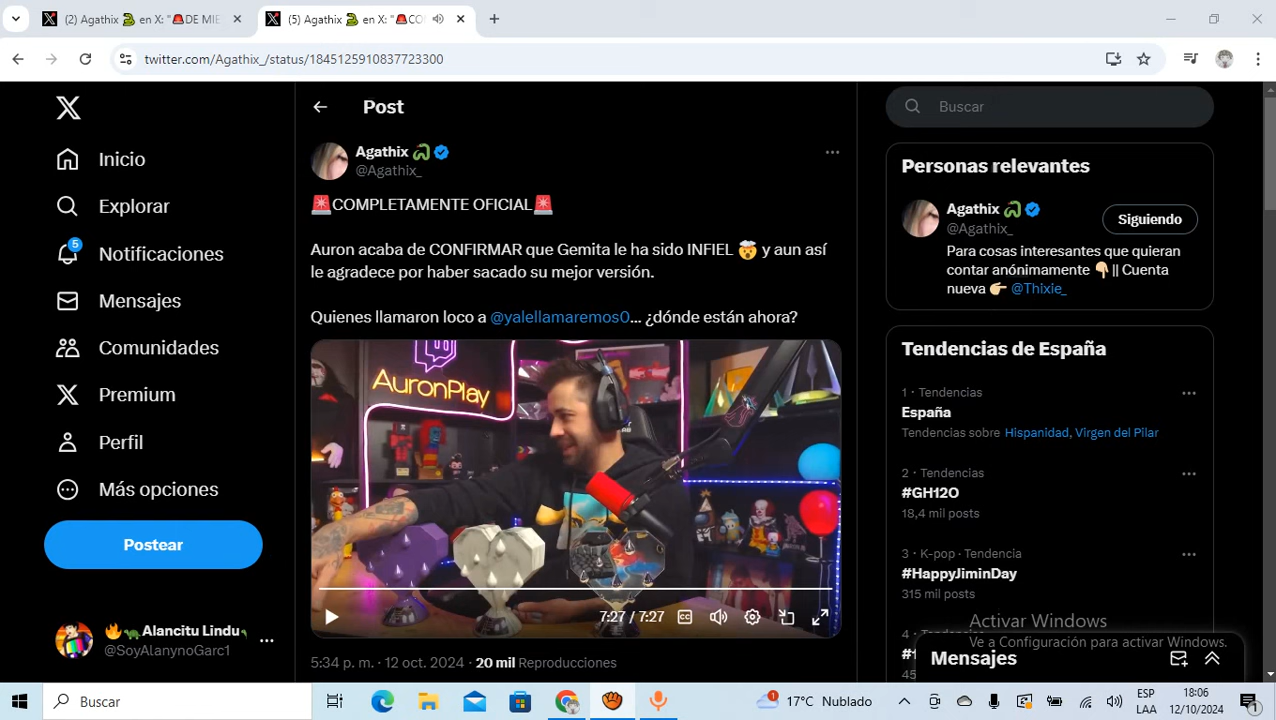 (2) Agathix en X: "🚨DE MIE
(5) Agathix en X: "🚨CO
twitter.com/Agathix_/status/1845125910837723300
Inicio
Explorar
5
Notificaciones
Mensajes
Comunidades
Premium
Perfil
Más opciones
Postear
🔥🐢Alancitu Lindu
@SoyAlanynoGarc1
Post
Agathix 🐍
@Agathix_
🚨COMPLETAMENTE OFICIAL🚨
Auron acaba de CONFIRMAR que Gemita le ha sido INFIEL 🤯 y aun así
le agradece por haber sacado su mejor versión.
Quienes llamaron loco a @yalellamaremos0... ¿dónde están ahora?
AURONPLAY
7:27 / 7:27
CC
5:34 p. m. · 12 oct. 2024 · 20 mil Reproducciones
Buscar
Personas relevantes
Agathix 🐍
@Agathix_
Siguiendo
Para cosas interesantes que quieran
contar anónimamente 👇🏼 || Cuenta
nueva 👉🏼 @Thixie_
Tendencias de España
1 · Tendencias
España
Tendencias sobre Hispanidad, Virgen del Pilar
2 · Tendencias
#GH12O
18,4 mil posts
3 · K-pop · Tendencia
#HappyJiminDay
315 mil posts
4 · Tendencias
45
Activar Windows
Ve a Configuración para activar Windows.
Mensajes
Buscar
1
17°C Nublado
ESP
LAA
18:06
12/10/2024
1